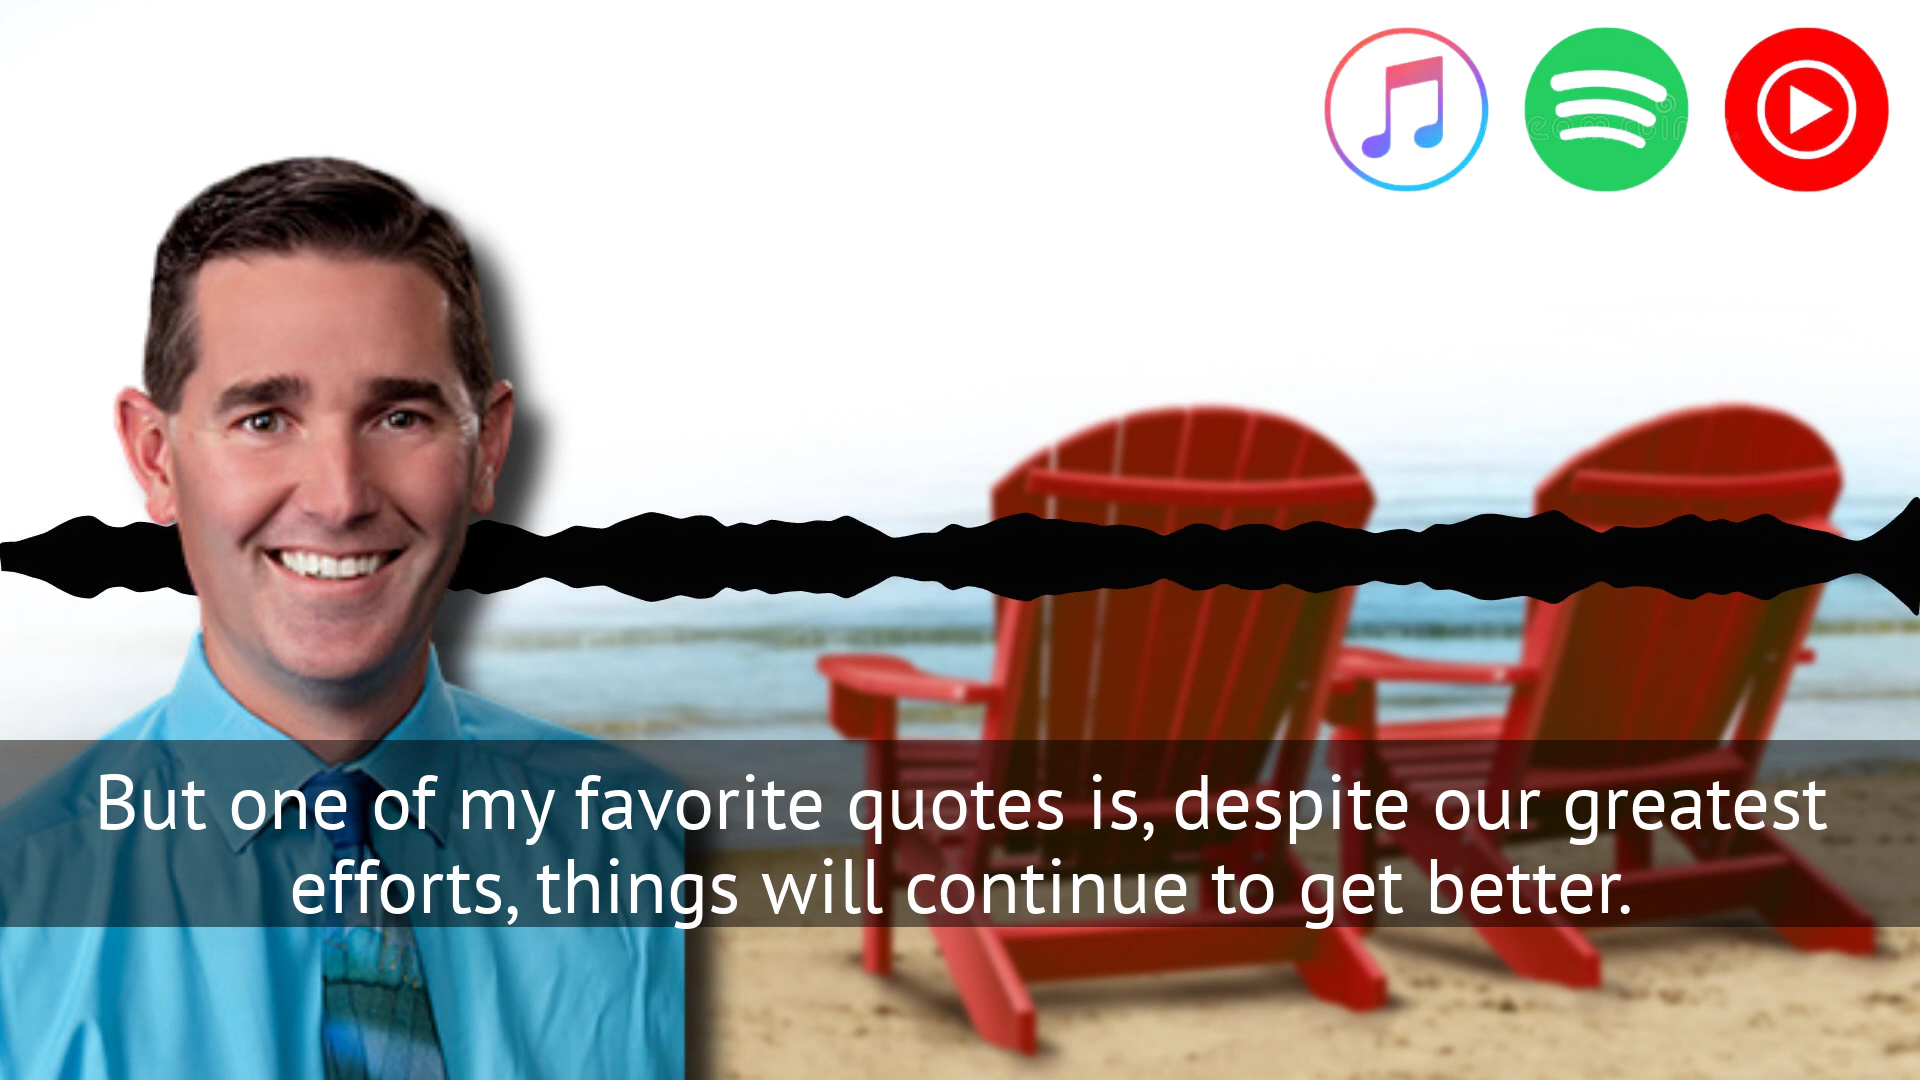 But one of my favorite quotes is, despite our greatest
efforts, things will continue to get better.